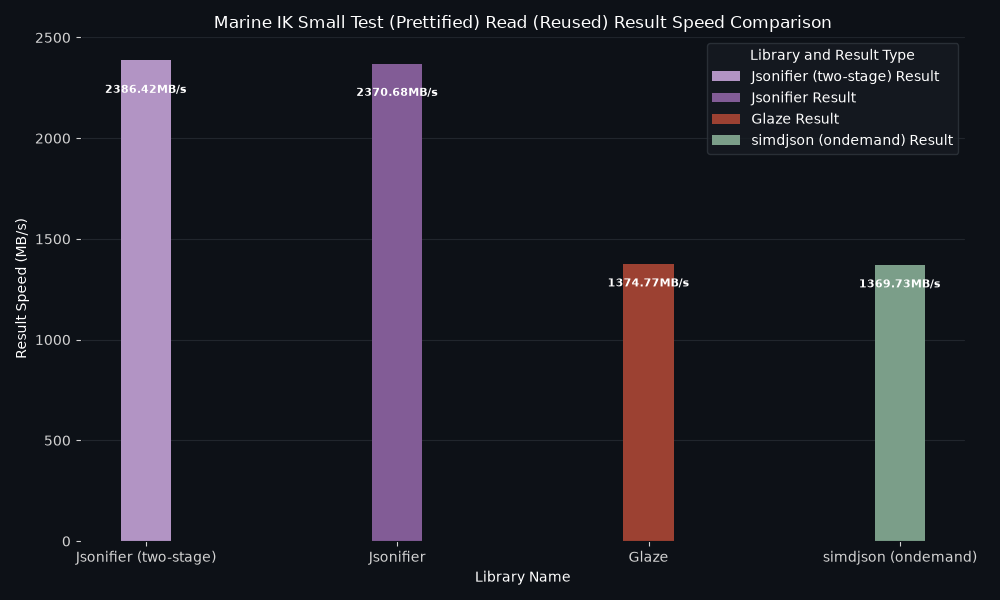 Marine IK Small Test (Prettified) Read (Reused) Result Speed Comparison
Library and Result Type
Jsonifier (two-stage) Result
Jsonifier Result
Glaze Result
simdjson (ondemand) Result
2386.42MB/s
2370.68MB/s
1374.77MB/s
1369.73MB/s
Result Speed (MB/s)
2500
2000
1500
1000
500
0
Jsonifier (two-stage)
Jsonifier
Glaze
simdjson (ondemand)
Library Name